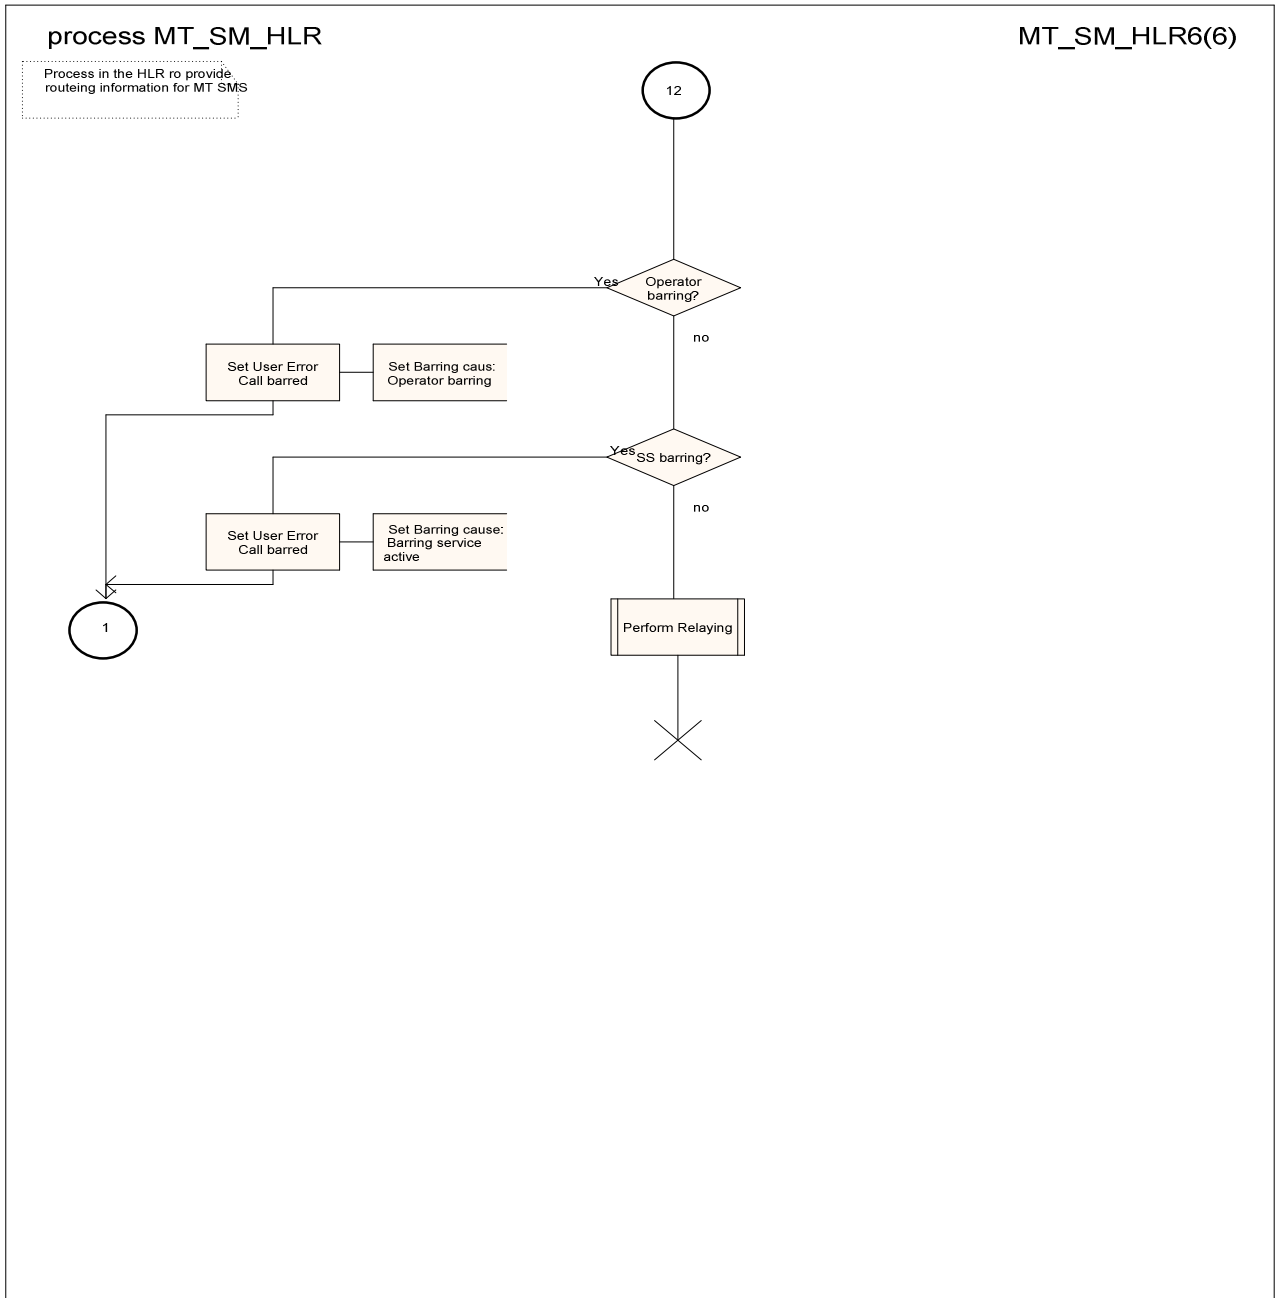 process MT_SM_HLR
MT_SM_HLR6(6)
Process in the HLR ro provide
routeing information for MT SMS
12
Yes
Operator
barring?
no
Set User Error
Call barred
Set Barring caus:
Operator barring
Yes
SS barring?
no
Set User Error
Call barred
Set Barring cause:
Barring service
active
1
Perform Relaying